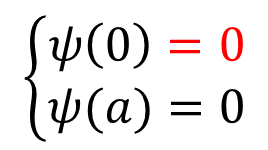 ψ(0) = 0
ψ(a) = 0